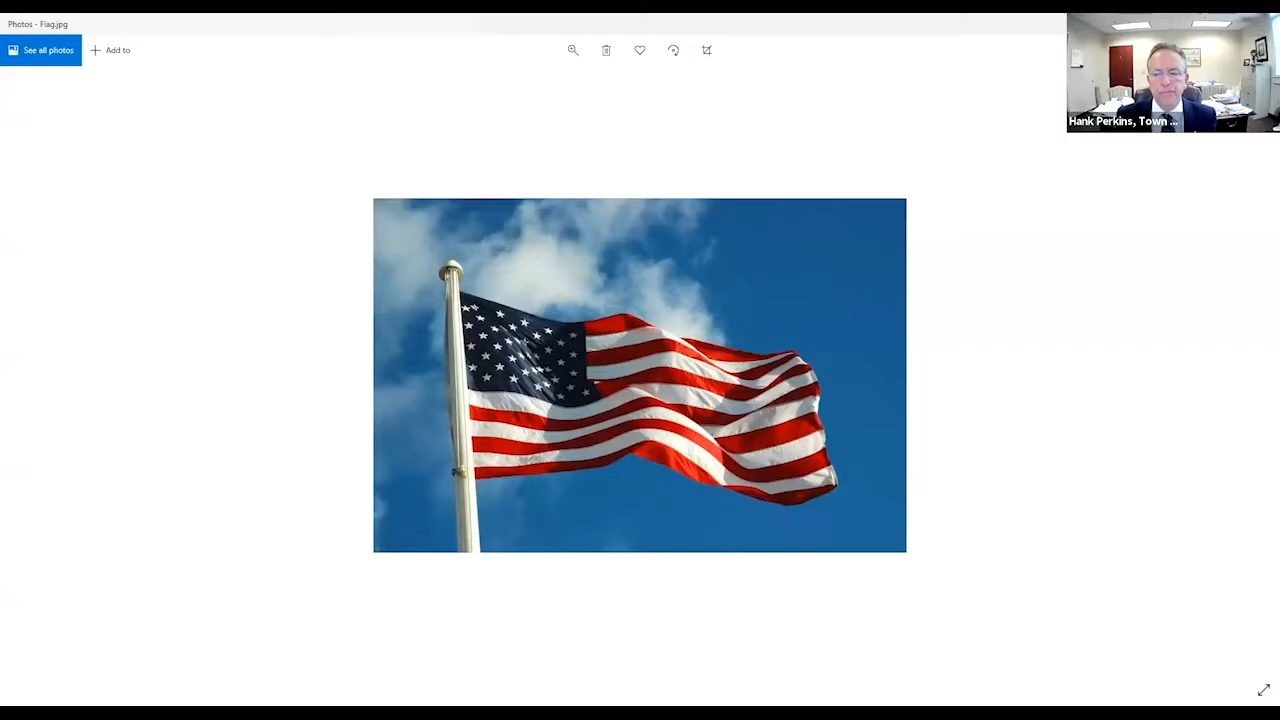 Photos - Flag.jpg
See all photos
Add to
Hank Perkins, Town ...